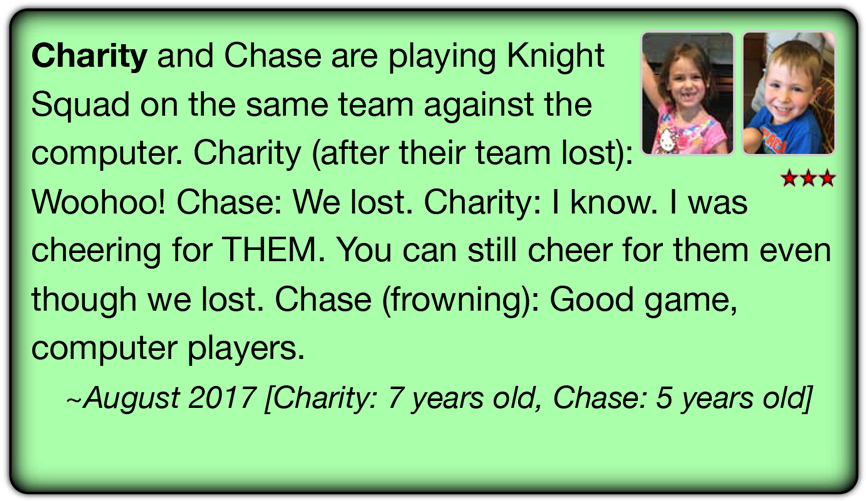 Charity and Chase are playing Knight
Squad on the same team against the
computer. Charity (after their team lost):
Woohoo! Chase: We lost. Charity: I know. I was
cheering for THEM. You can still cheer for them even
though we lost. Chase (frowning): Good game,
computer players.
~August 2017 [Charity: 7 years old, Chase: 5 years old]